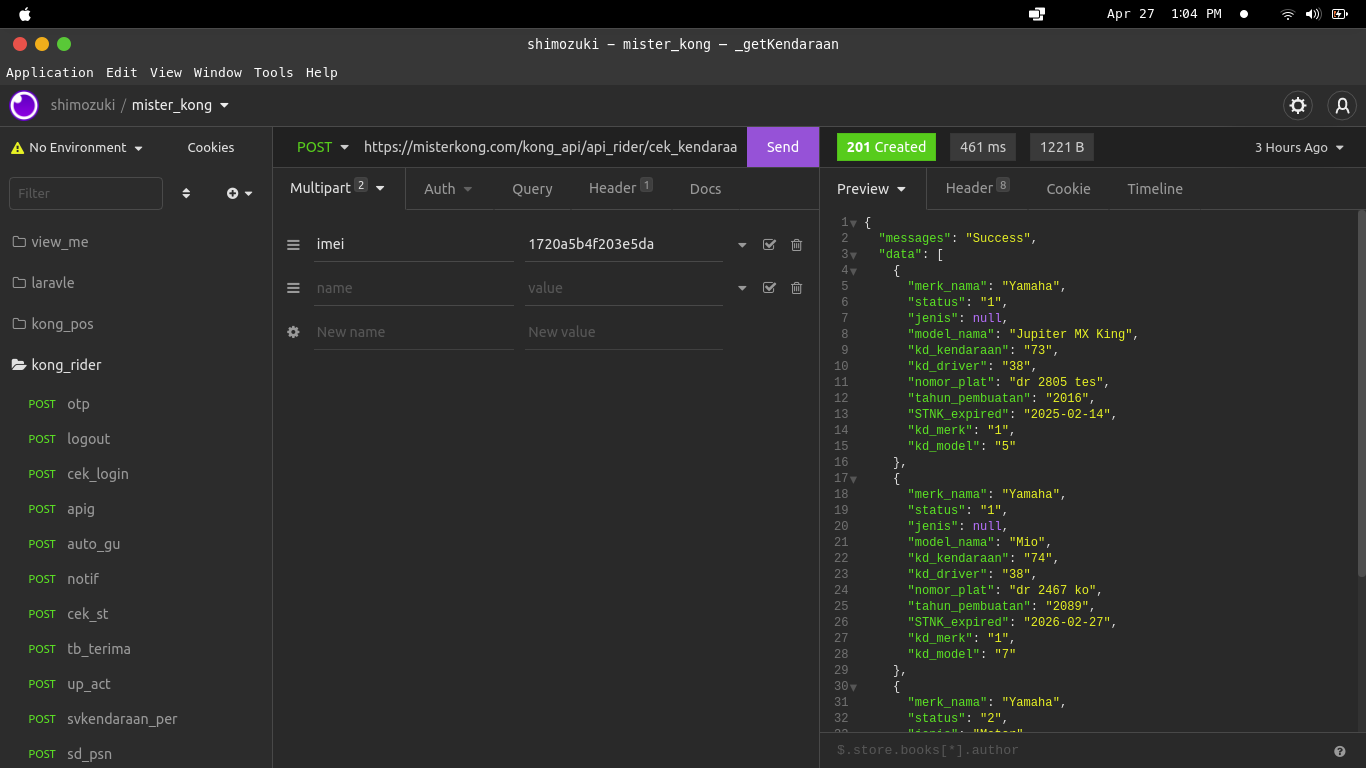 Apr 27 1:04 PM
shimozuki – mister_kong – _getKendaraan
Application Edit View Window Tools Help
shimozuki / mister_kong
No Environment Cookies
Filter
view_me
laravle
kong_pos
kong_rider
POST otp
POST logout
POST cek_login
POST apig
POST auto_gu
POST notif
POST cek_st
POST tb_terima
POST up_act
POST svkendaraan_per
POST sd_psn
POST https://misterkong.com/kong_api/api_rider/cek_kendaraa Send
Multipart 2 Auth Query Header 1 Docs
imei 1720a5b4f203e5da
name value
New name New value
201 Created 461 ms 1221 B 3 Hours Ago
Preview Header 8 Cookie Timeline
1 {
2 "messages": "Success",
3 "data": [
4 {
5 "merk_nama": "Yamaha",
6 "status": "1",
7 "jenis": null,
8 "model_nama": "Jupiter MX King",
9 "kd_kendaraan": "73",
10 "kd_driver": "38",
11 "nomor_plat": "dr 2805 tes",
12 "tahun_pembuatan": "2016",
13 "STNK_expired": "2025-02-14",
14 "kd_merk": "1",
15 "kd_model": "5"
16 },
17 {
18 "merk_nama": "Yamaha",
19 "status": "1",
20 "jenis": null,
21 "model_nama": "Mio",
22 "kd_kendaraan": "74",
23 "kd_driver": "38",
24 "nomor_plat": "dr 2467 ko",
25 "tahun_pembuatan": "2089",
26 "STNK_expired": "2026-02-27",
27 "kd_merk": "1",
28 "kd_model": "7"
29 },
30 {
31 "merk_nama": "Yamaha",
32 "status": "2",
$.store.books[*].author